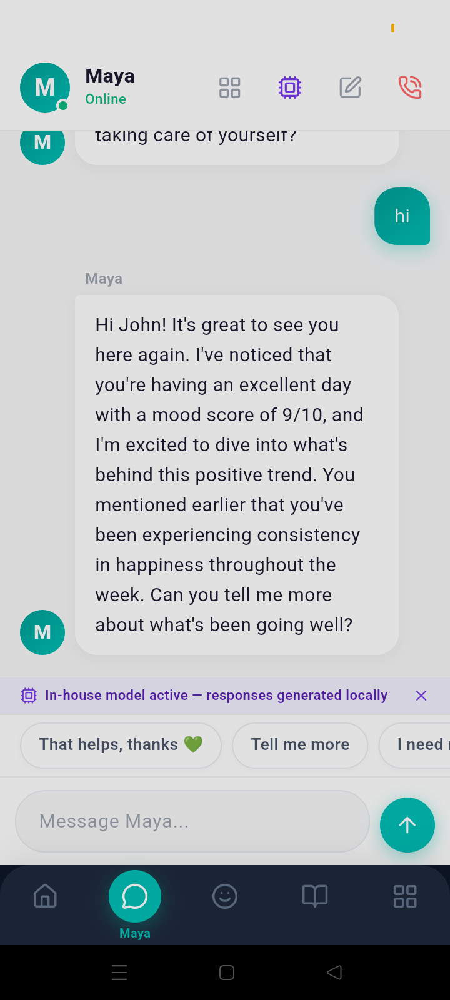 M
Maya
Online
taking care of yourself?
M
hi
Maya
Hi John! It's great to see you
here again. I've noticed that
you're having an excellent day
with a mood score of 9/10, and
I'm excited to dive into what's
behind this positive trend. You
mentioned earlier that you've
been experiencing consistency
in happiness throughout the
week. Can you tell me more
about what's been going well?
M
In-house model active — responses generated locally
That helps, thanks 💚
Tell me more
I need
Message Maya...
Maya